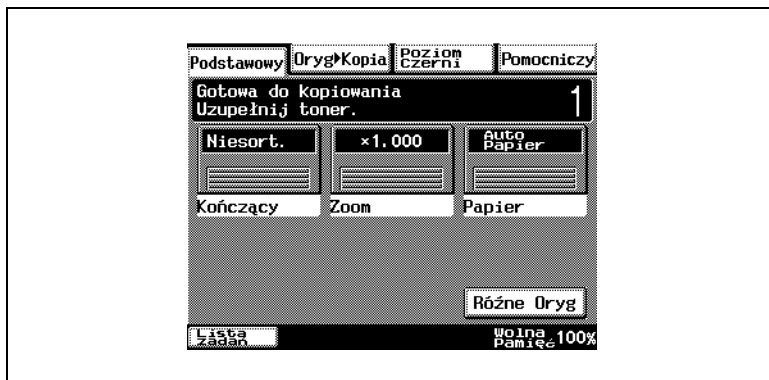 Podstawowy Oryg▶Kopia Poziom Czerni Pomocniczy
Gotowa do kopiowania 1
Uzupełnij toner.
Niesort. ×1.000 Auto Papier
Kończący Zoom Papier
Różne Oryg
Lista Zadań Wolna Pamięć 100%